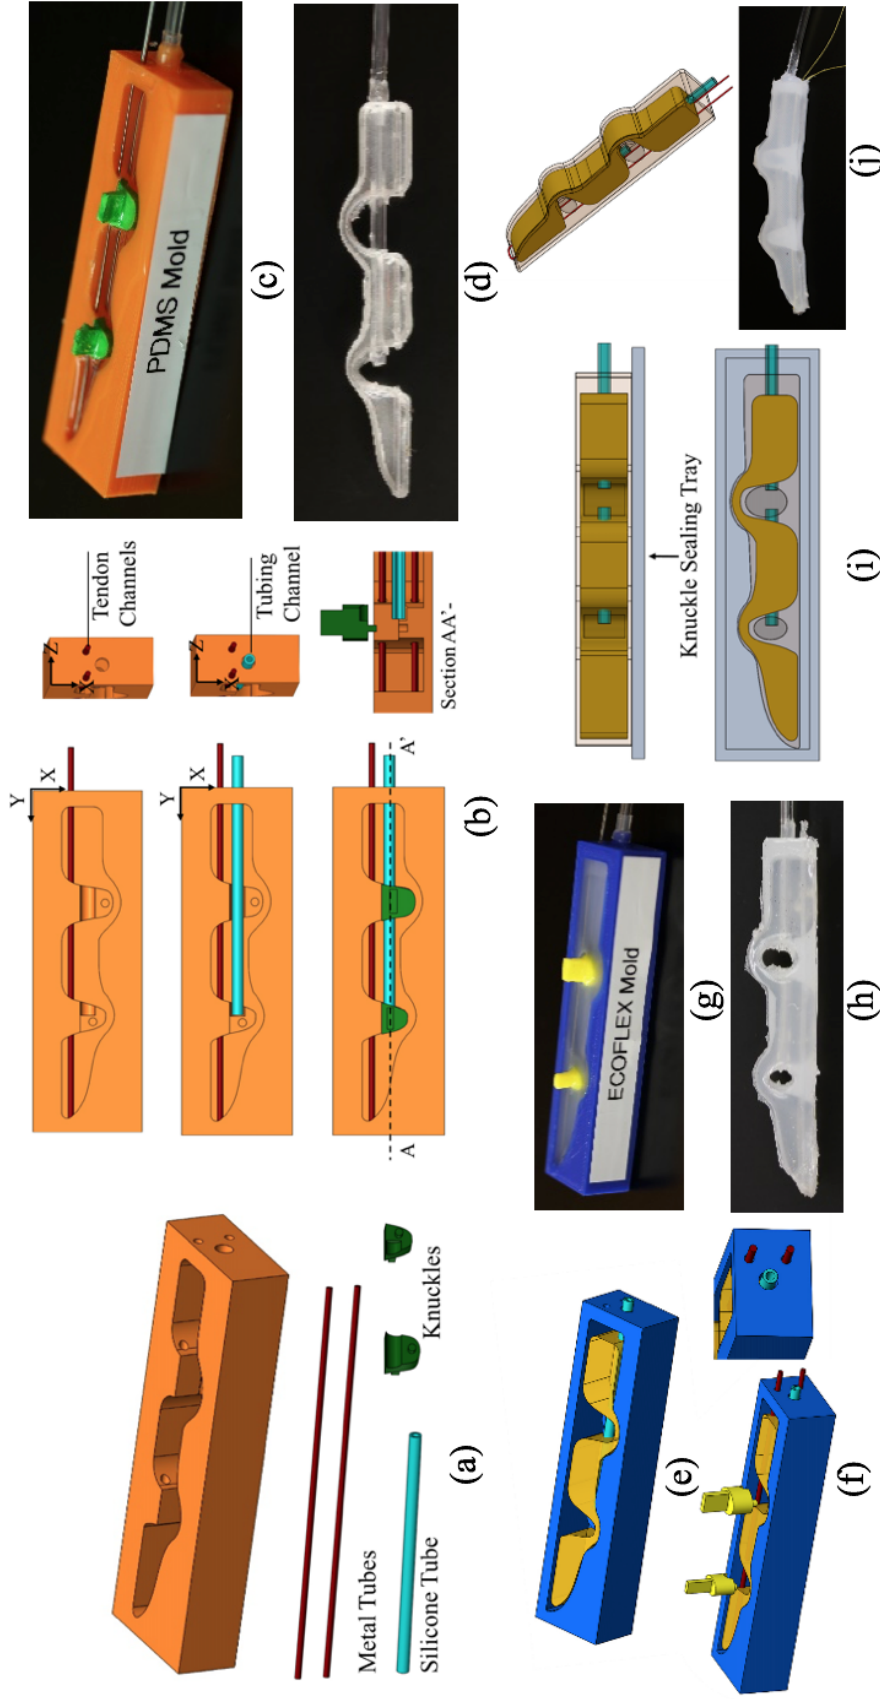 Metal Tubes
Silicone Tube
Knuckles
(a)
Y
X
Z
X
Tendon
Channels
Y
X
Z
X
Tubing
Channel
A
A'
Section AA'-
(b)
PDMS Mold
(c)
(d)
(e)
(f)
ECOFLEX Mold
(g)
(h)
Knuckle Sealing Tray
(i)
(j)